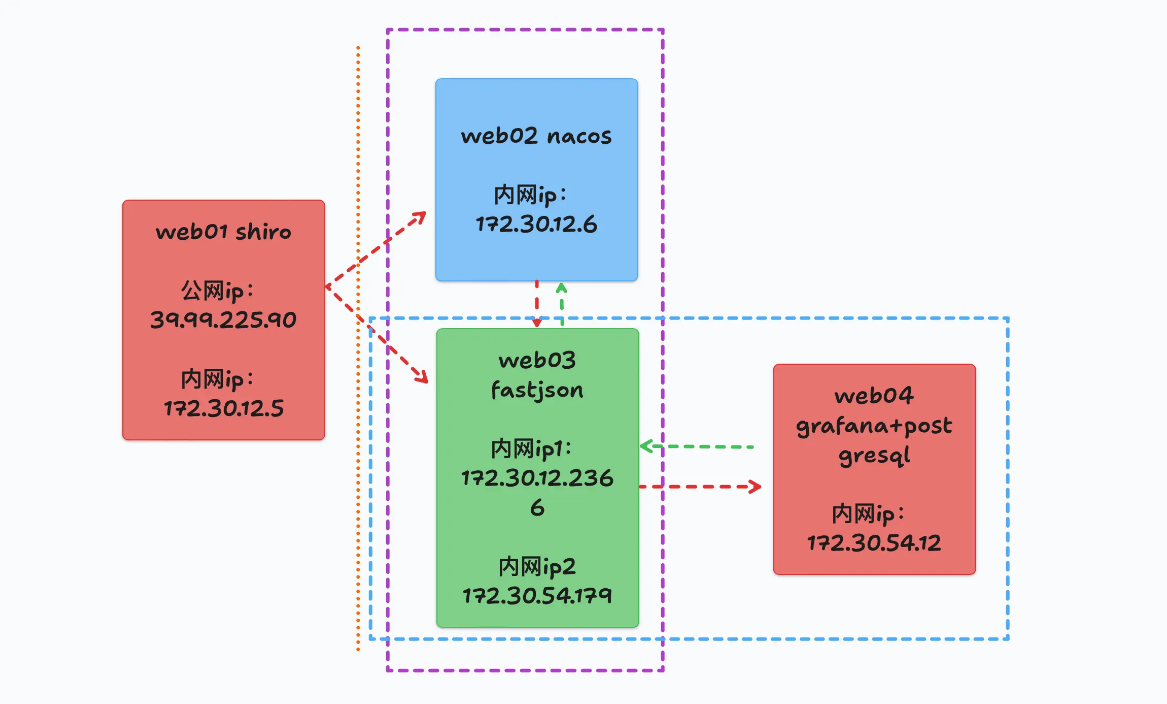 web02 nacos
内网ip：
172.30.12.6
web01 shiro
公网ip：
39.99.225.90
内网ip：
172.30.12.5
web03
fastjson
内网ip1：
172.30.12.236
6
内网ip2
172.30.54.179
web04
grafana+post
gresql
内网ip：
172.30.54.12